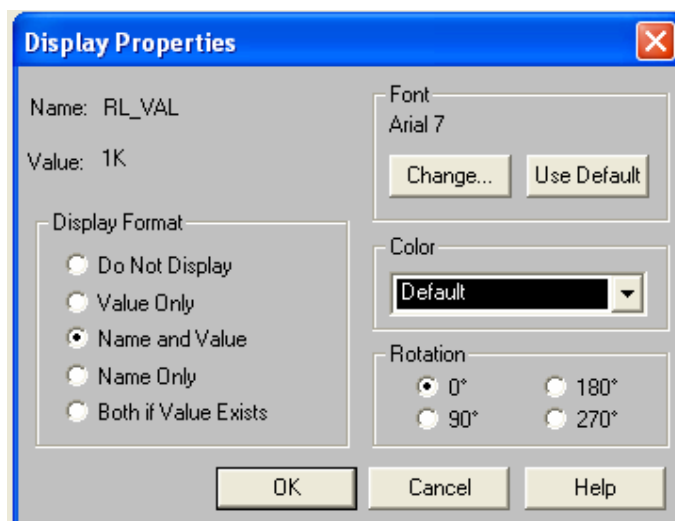 Display Properties
Name: RL_VAL
Value: 1K
Display Format
Do Not Display
Value Only
Name and Value
Name Only
Both if Value Exists
Font
Arial 7
Change...
Use Default
Color
Default
Rotation
0° 180°
90° 270°
OK Cancel Help